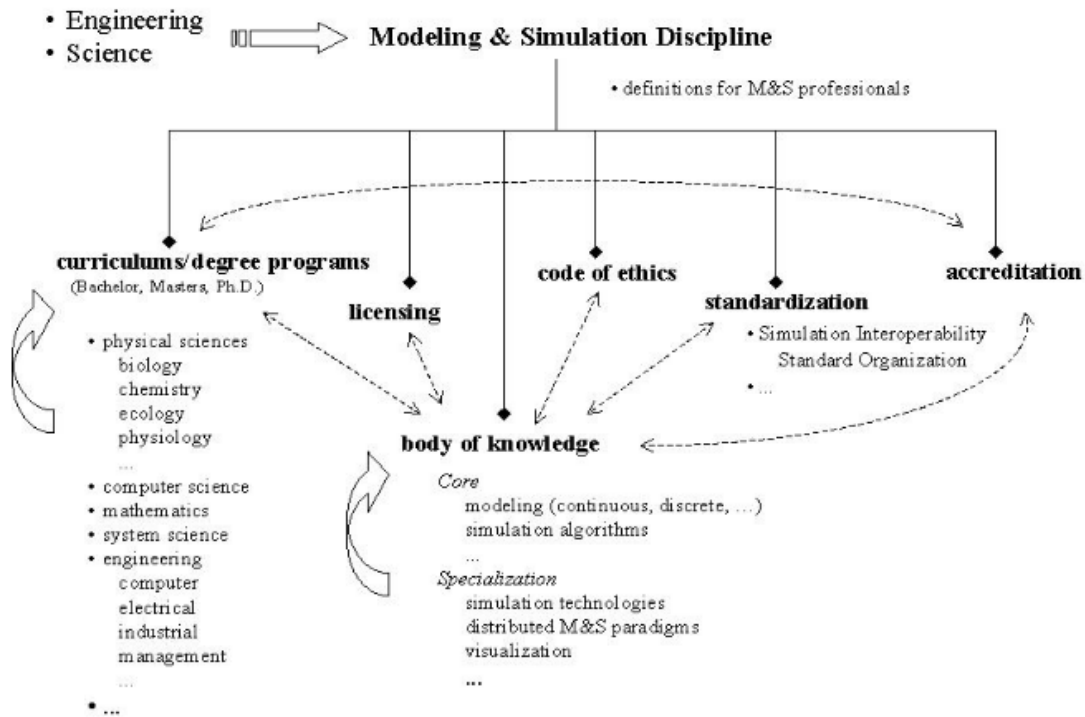 • Engineering
• Science
Modeling & Simulation Discipline
• definitions for M&S professionals
curriculums/degree programs
(Bachelor, Masters, Ph.D.)
licensing
code of ethics
standardization
accreditation
• Simulation Interoperability
Standard Organization
• ...
• physical sciences
biology
chemistry
ecology
physiology
...
• computer science
• mathematics
• system science
• engineering
computer
electrical
industrial
management
...
• ...
body of knowledge
Core
modeling (continuous, discrete, ...)
simulation algorithms
...
Specialization
simulation technologies
distributed M&S paradigms
visualization
...